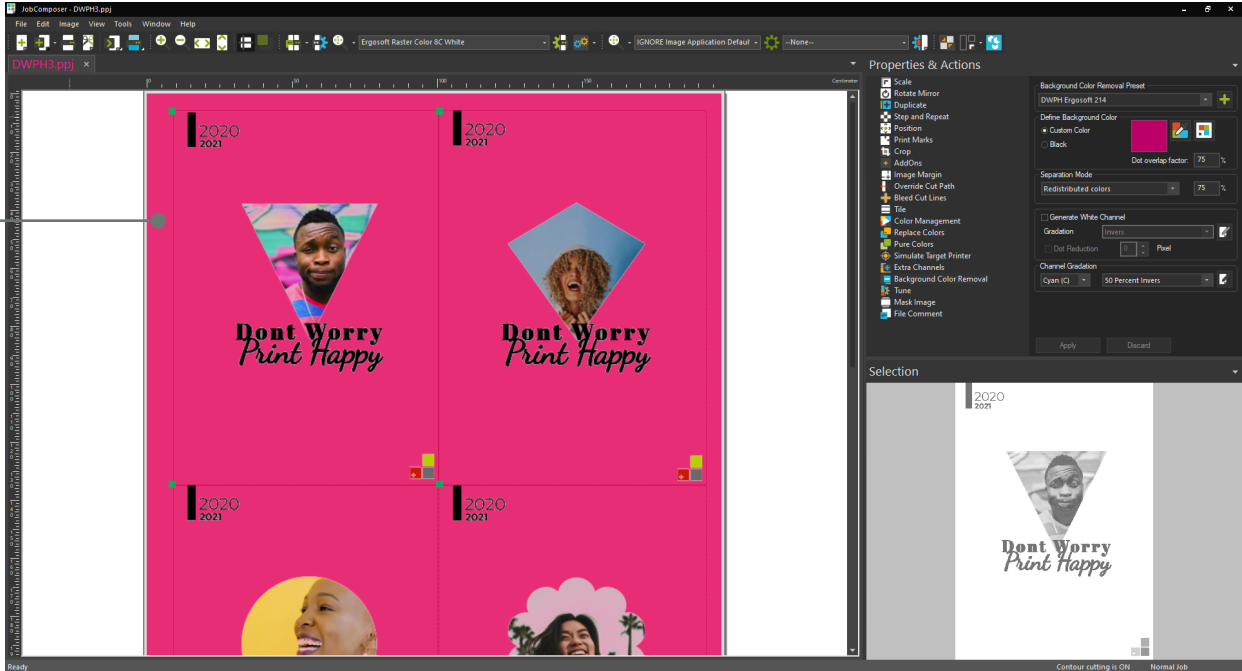 JobComposer - DWPH3.ppj
File Edit Image View Tools Window Help
Ergosoft Raster Color 8C White
IGNORE Image Application Defaul
--None--
DWPH3.ppj ×
0 50 100 150 Centimeter
2020
2021
2020
2021
Dont Worry
Print Happy
Dont Worry
Print Happy
2020
2021
2020
2021
Properties & Actions
Scale
Rotate Mirror
Duplicate
Step and Repeat
Position
Print Marks
Crop
AddOns
Image Margin
Override Cut Path
Bleed Cut Lines
Tile
Color Management
Replace Colors
Pure Colors
Simulate Target Printer
Extra Channels
Background Color Removal
Tune
Mask Image
File Comment
Background Color Removal Preset
DWPH Ergosoft 214
Define Background Color
Custom Color
Black
Dot overlap factor: 75 %
Separation Mode
Redistributed colors 75 %
Generate White Channel
Gradation Invers
Dot Reduction 0 Pixel
Channel Gradation
Cyan (C) 50 Percent Invers
Apply Discard
Selection
2020
2021
Dont Worry
Print Happy
Ready
Contour cutting is ON Normal Job